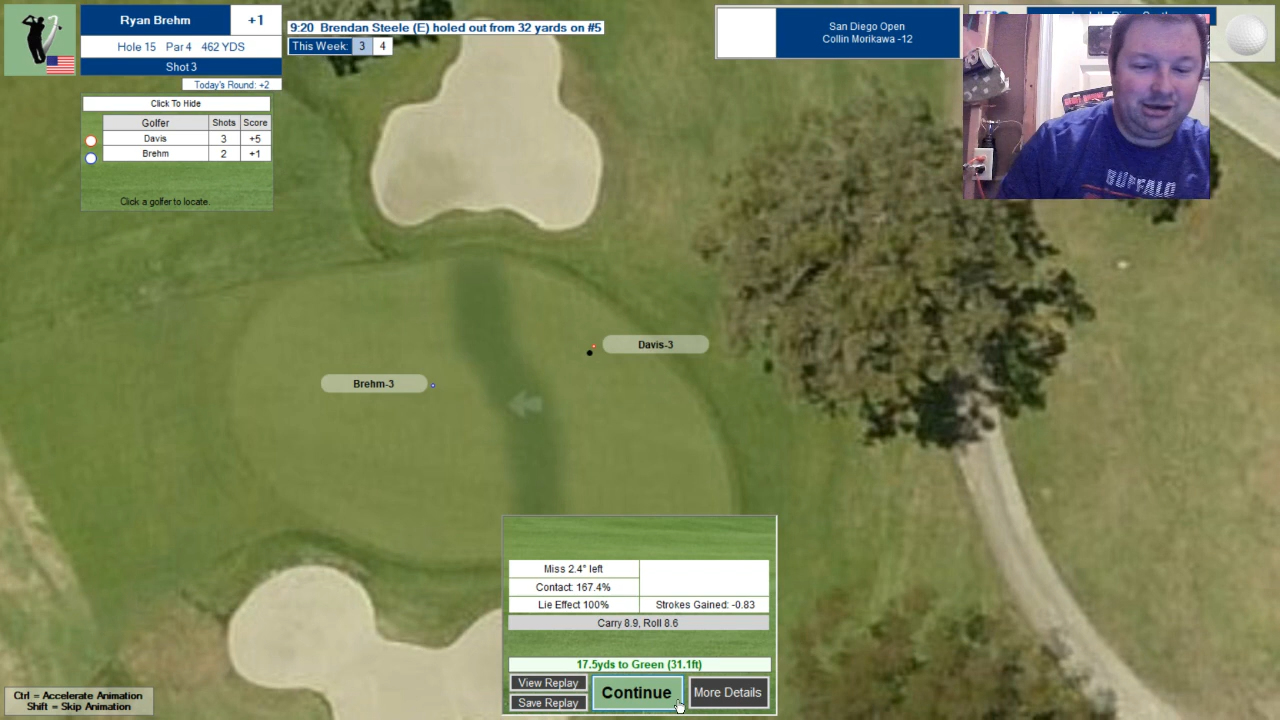 Ryan Brehm +1
Hole 15 Par 4 462 YDS
Shot 3
Today's Round: +2
9:20 Brendan Steele (E) holed out from 32 yards on #5
This Week: 3 4
San Diego Open
Collin Morikawa -12
Click To Hide
Golfer Shots Score
Davis 3 +5
Brehm 2 +1
Click a golfer to locate.
BUFFALO
Davis-3
Brehm-3
Miss 2.4° left
Contact: 167.4%
Lie Effect 100% Strokes Gained: -0.83
Carry 8.9, Roll 8.6
17.5yds to Green (31.1ft)
View Replay
Save Replay
Continue
More Details
Ctrl = Accelerate Animation
Shift = Skip Animation